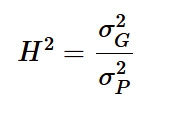 H² = σ²_G / σ²_P